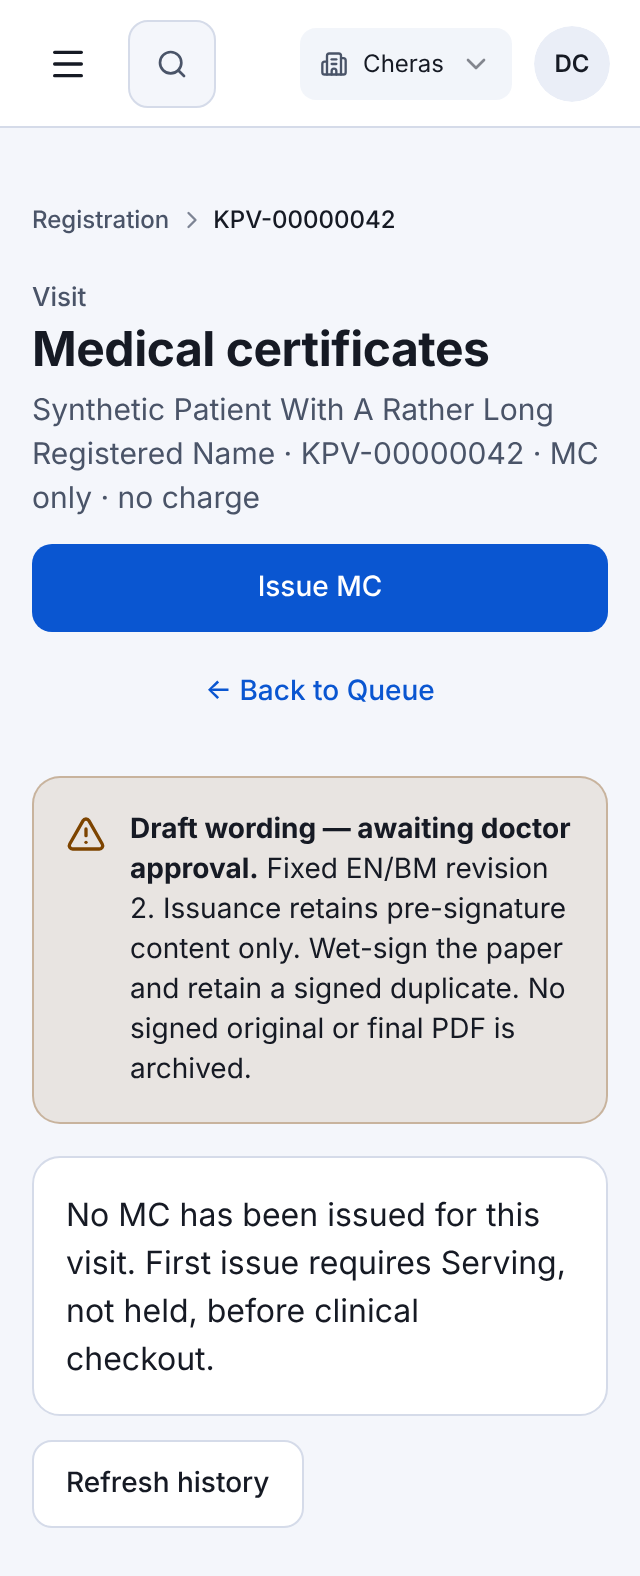 Cheras
DC
Registration > KPV-00000042
Visit
Medical certificates
Synthetic Patient With A Rather Long
Registered Name · KPV-00000042 · MC
only · no charge
Issue MC
← Back to Queue
Draft wording — awaiting doctor
approval. Fixed EN/BM revision
2. Issuance retains pre-signature
content only. Wet-sign the paper
and retain a signed duplicate. No
signed original or final PDF is
archived.
No MC has been issued for this
visit. First issue requires Serving,
not held, before clinical
checkout.
Refresh history